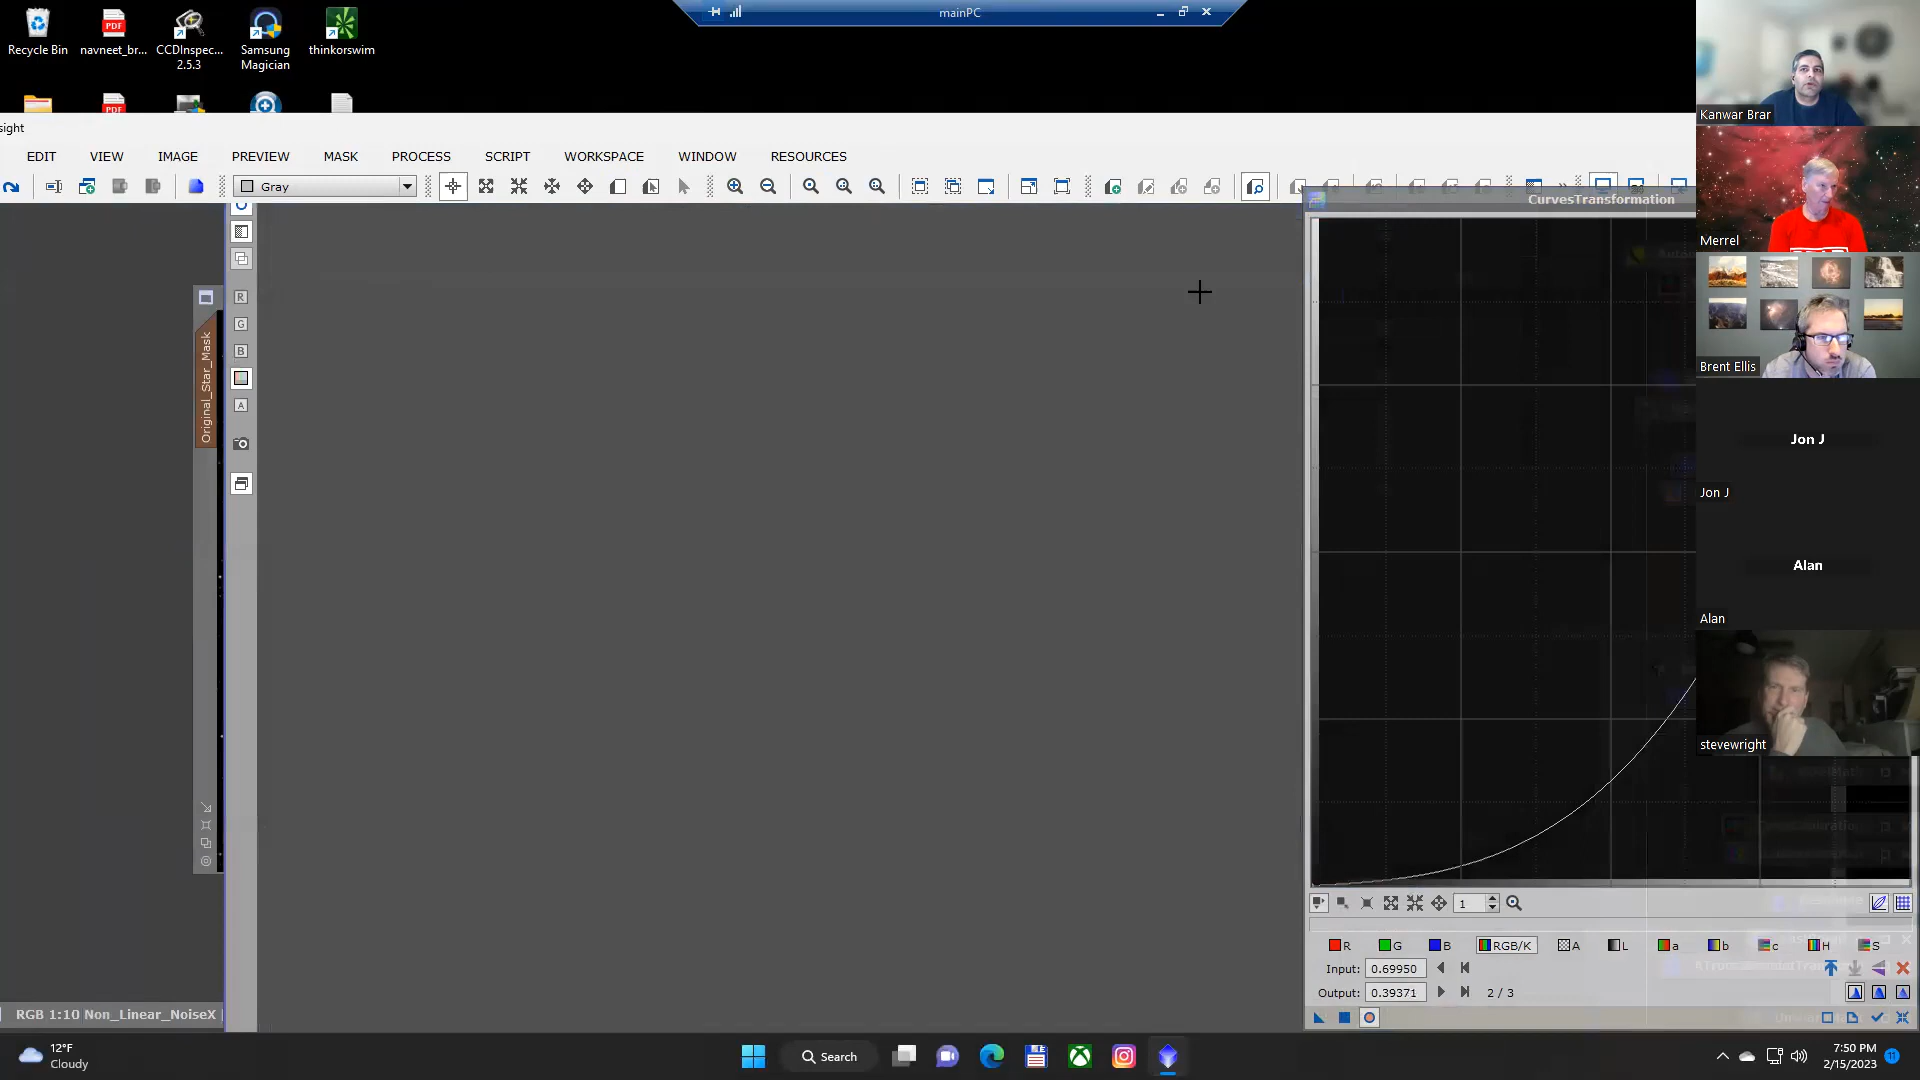 mainPC
Recycle Bin
navneet_br...
CCDInspec...
2.5.3
Samsung
Magician
thinkorswim
sight
EDIT
VIEW
IMAGE
PREVIEW
MASK
PROCESS
SCRIPT
WORKSPACE
WINDOW
RESOURCES
Gray
CurvesTransformation
Original_Star_Mask
R
G
B
A
Kanwar Brar
Merrel
Brent Ellis
Jon J
Jon J
Alan
Alan
stevewright
1
R
G
B
RGB/K
A
L
a
b
c
H
S
Input: 0.69950
Output: 0.39371
2 / 3
RGB 1:10 Non_Linear_NoiseX
12°F
Cloudy
Search
7:50 PM
2/15/2023